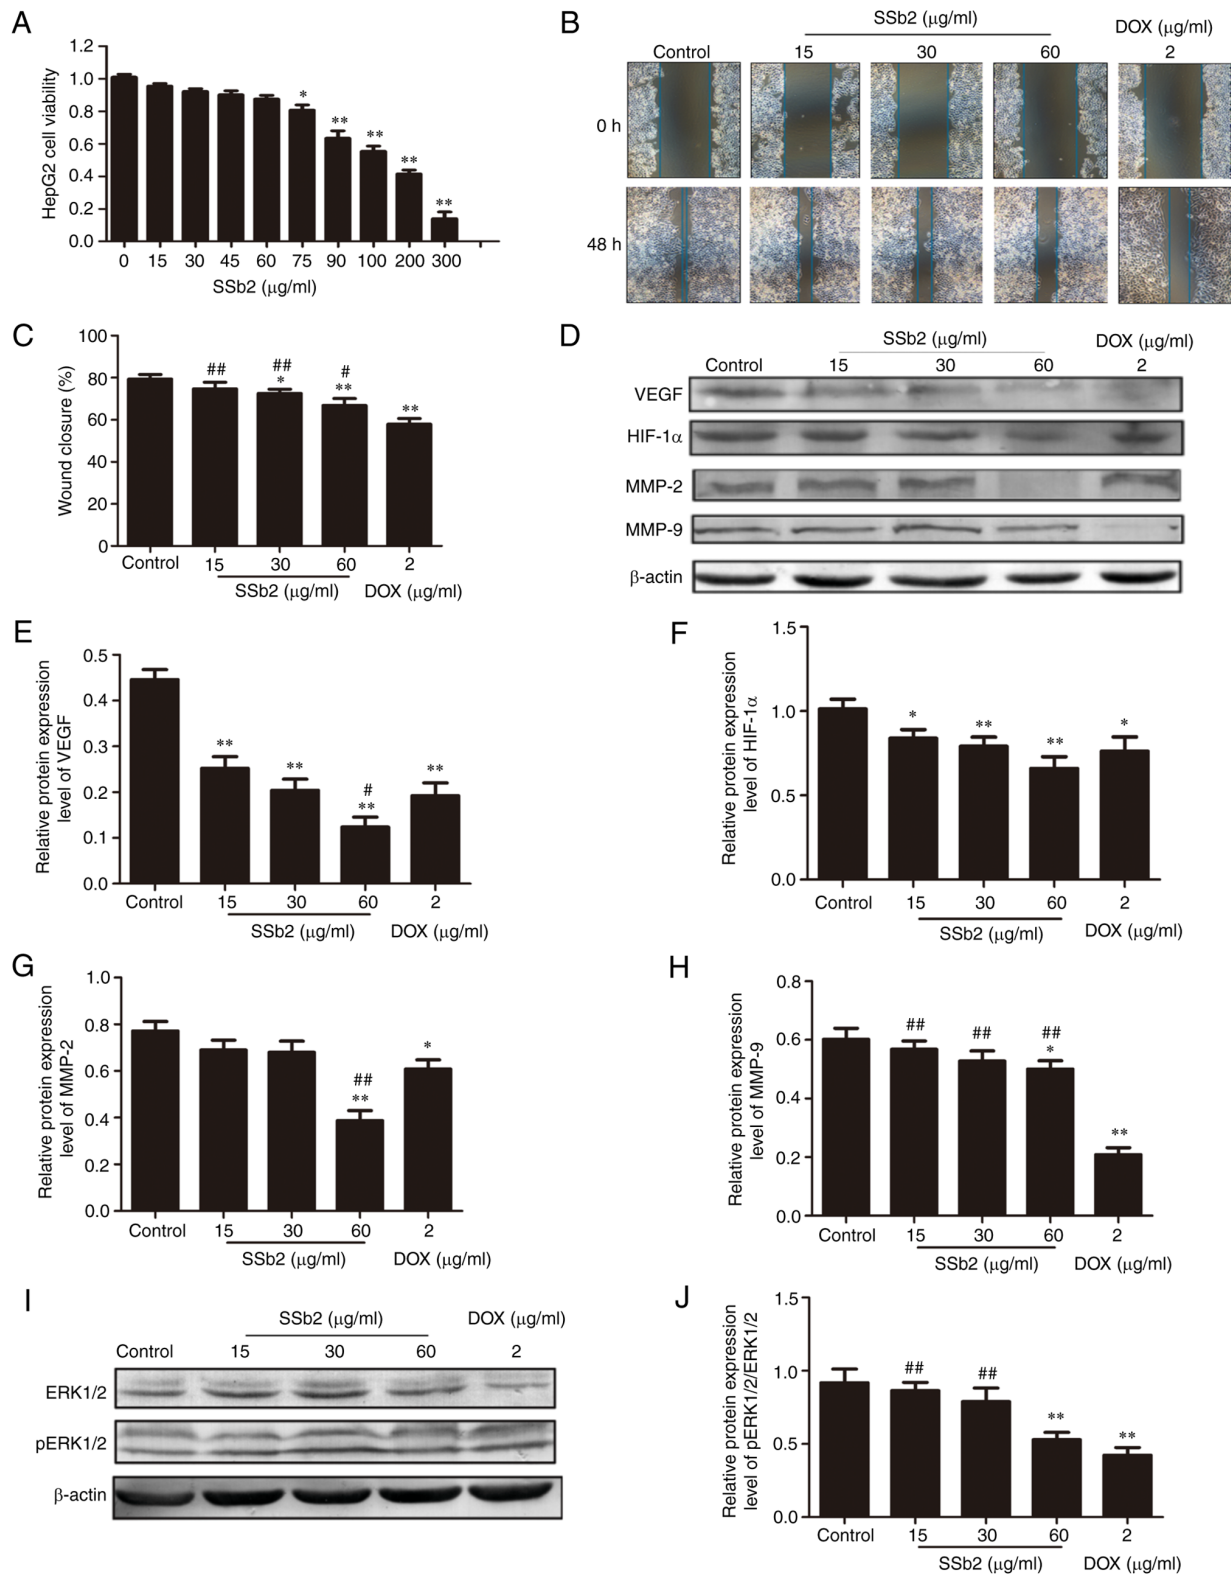 A
1.2
1.0
0.8
0.6
0.4
0.2
0.0
HepG2 cell viability
*
**
**
**
**
0 15 30 45 60 75 90 100 200 300
SSb2 (μg/ml)
B
SSb2 (μg/ml)
DOX (μg/ml)
Control 15 30 60 2
0 h
48 h
C
100
80
60
40
20
0
Wound closure (%)
##
##
*
#
**
**
Control 15 30 60 2
SSb2 (μg/ml) DOX (μg/ml)
D
SSb2 (μg/ml)
DOX (μg/ml)
Control 15 30 60 2
VEGF
HIF-1α
MMP-2
MMP-9
β-actin
E
0.5
0.4
0.3
0.2
0.1
0.0
Relative protein expression
level of VEGF
**
**
#
**
**
Control 15 30 60 2
SSb2 (μg/ml) DOX (μg/ml)
F
1.5
1.0
0.5
0.0
Relative protein expression
level of HIF-1α
*
**
**
*
Control 15 30 60 2
SSb2 (μg/ml) DOX (μg/ml)
G
1.0
0.8
0.6
0.4
0.2
0.0
Relative protein expression
level of MMP-2
##
**
*
Control 15 30 60 2
SSb2 (μg/ml) DOX (μg/ml)
H
0.8
0.6
0.4
0.2
0.0
Relative protein expression
level of MMP-9
##
##
##
*
**
Control 15 30 60 2
SSb2 (μg/ml) DOX (μg/ml)
I
SSb2 (μg/ml) DOX (μg/ml)
Control 15 30 60 2
ERK1/2
pERK1/2
β-actin
J
1.5
1.0
0.5
0.0
Relative protein expression
level of pERK1/2/ERK1/2
##
##
**
**
Control 15 30 60 2
SSb2 (μg/ml) DOX (μg/ml)